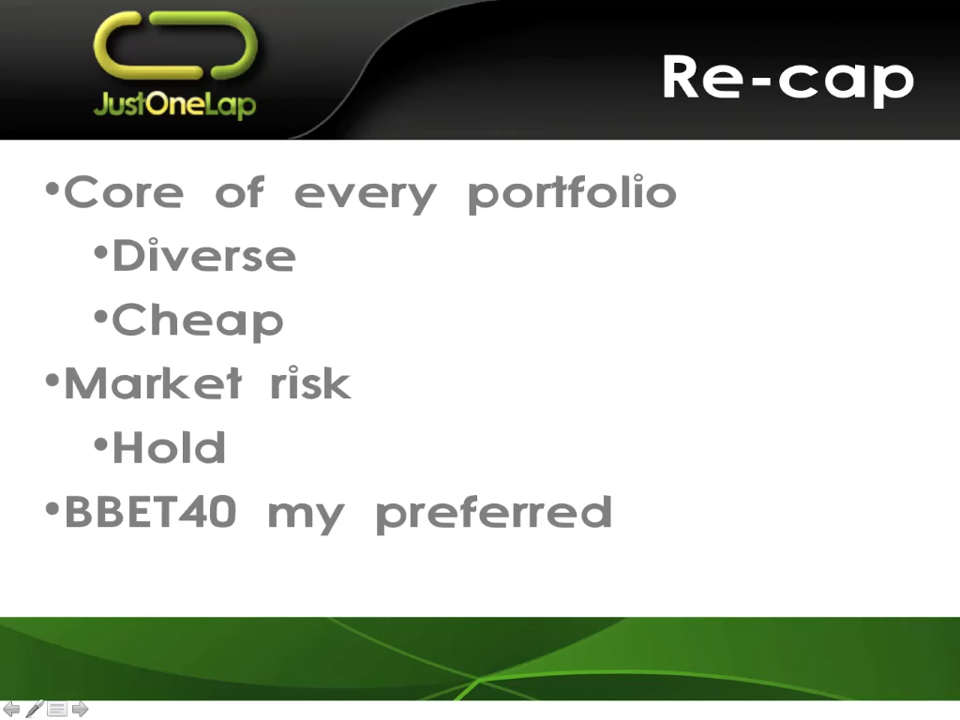 JustOneLap
Re-cap
•Core of every portfolio
•Diverse
•Cheap
•Market risk
•Hold
•BBET40 my preferred